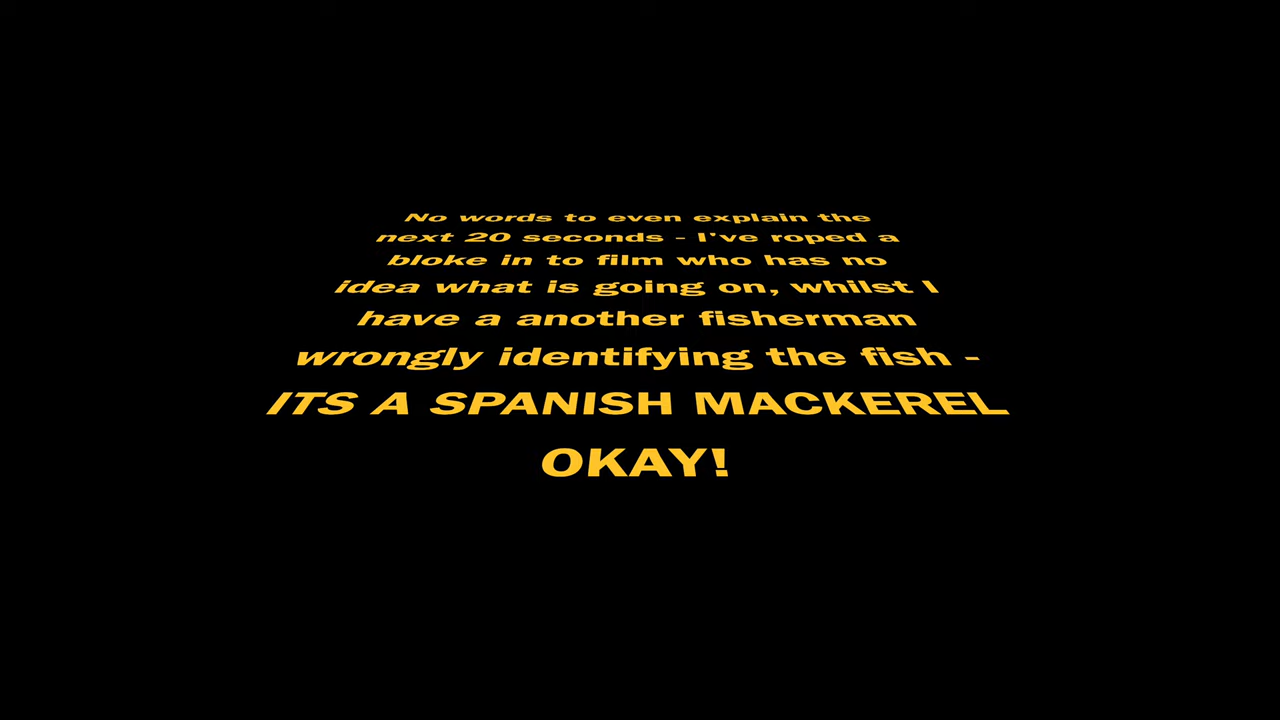 No words to even explain the
next 20 seconds - I've roped a
bloke in to film who has no
idea what is going on, whilst I
have a another fisherman
wrongly identifying the fish -
ITS A SPANISH MACKEREL
OKAY!